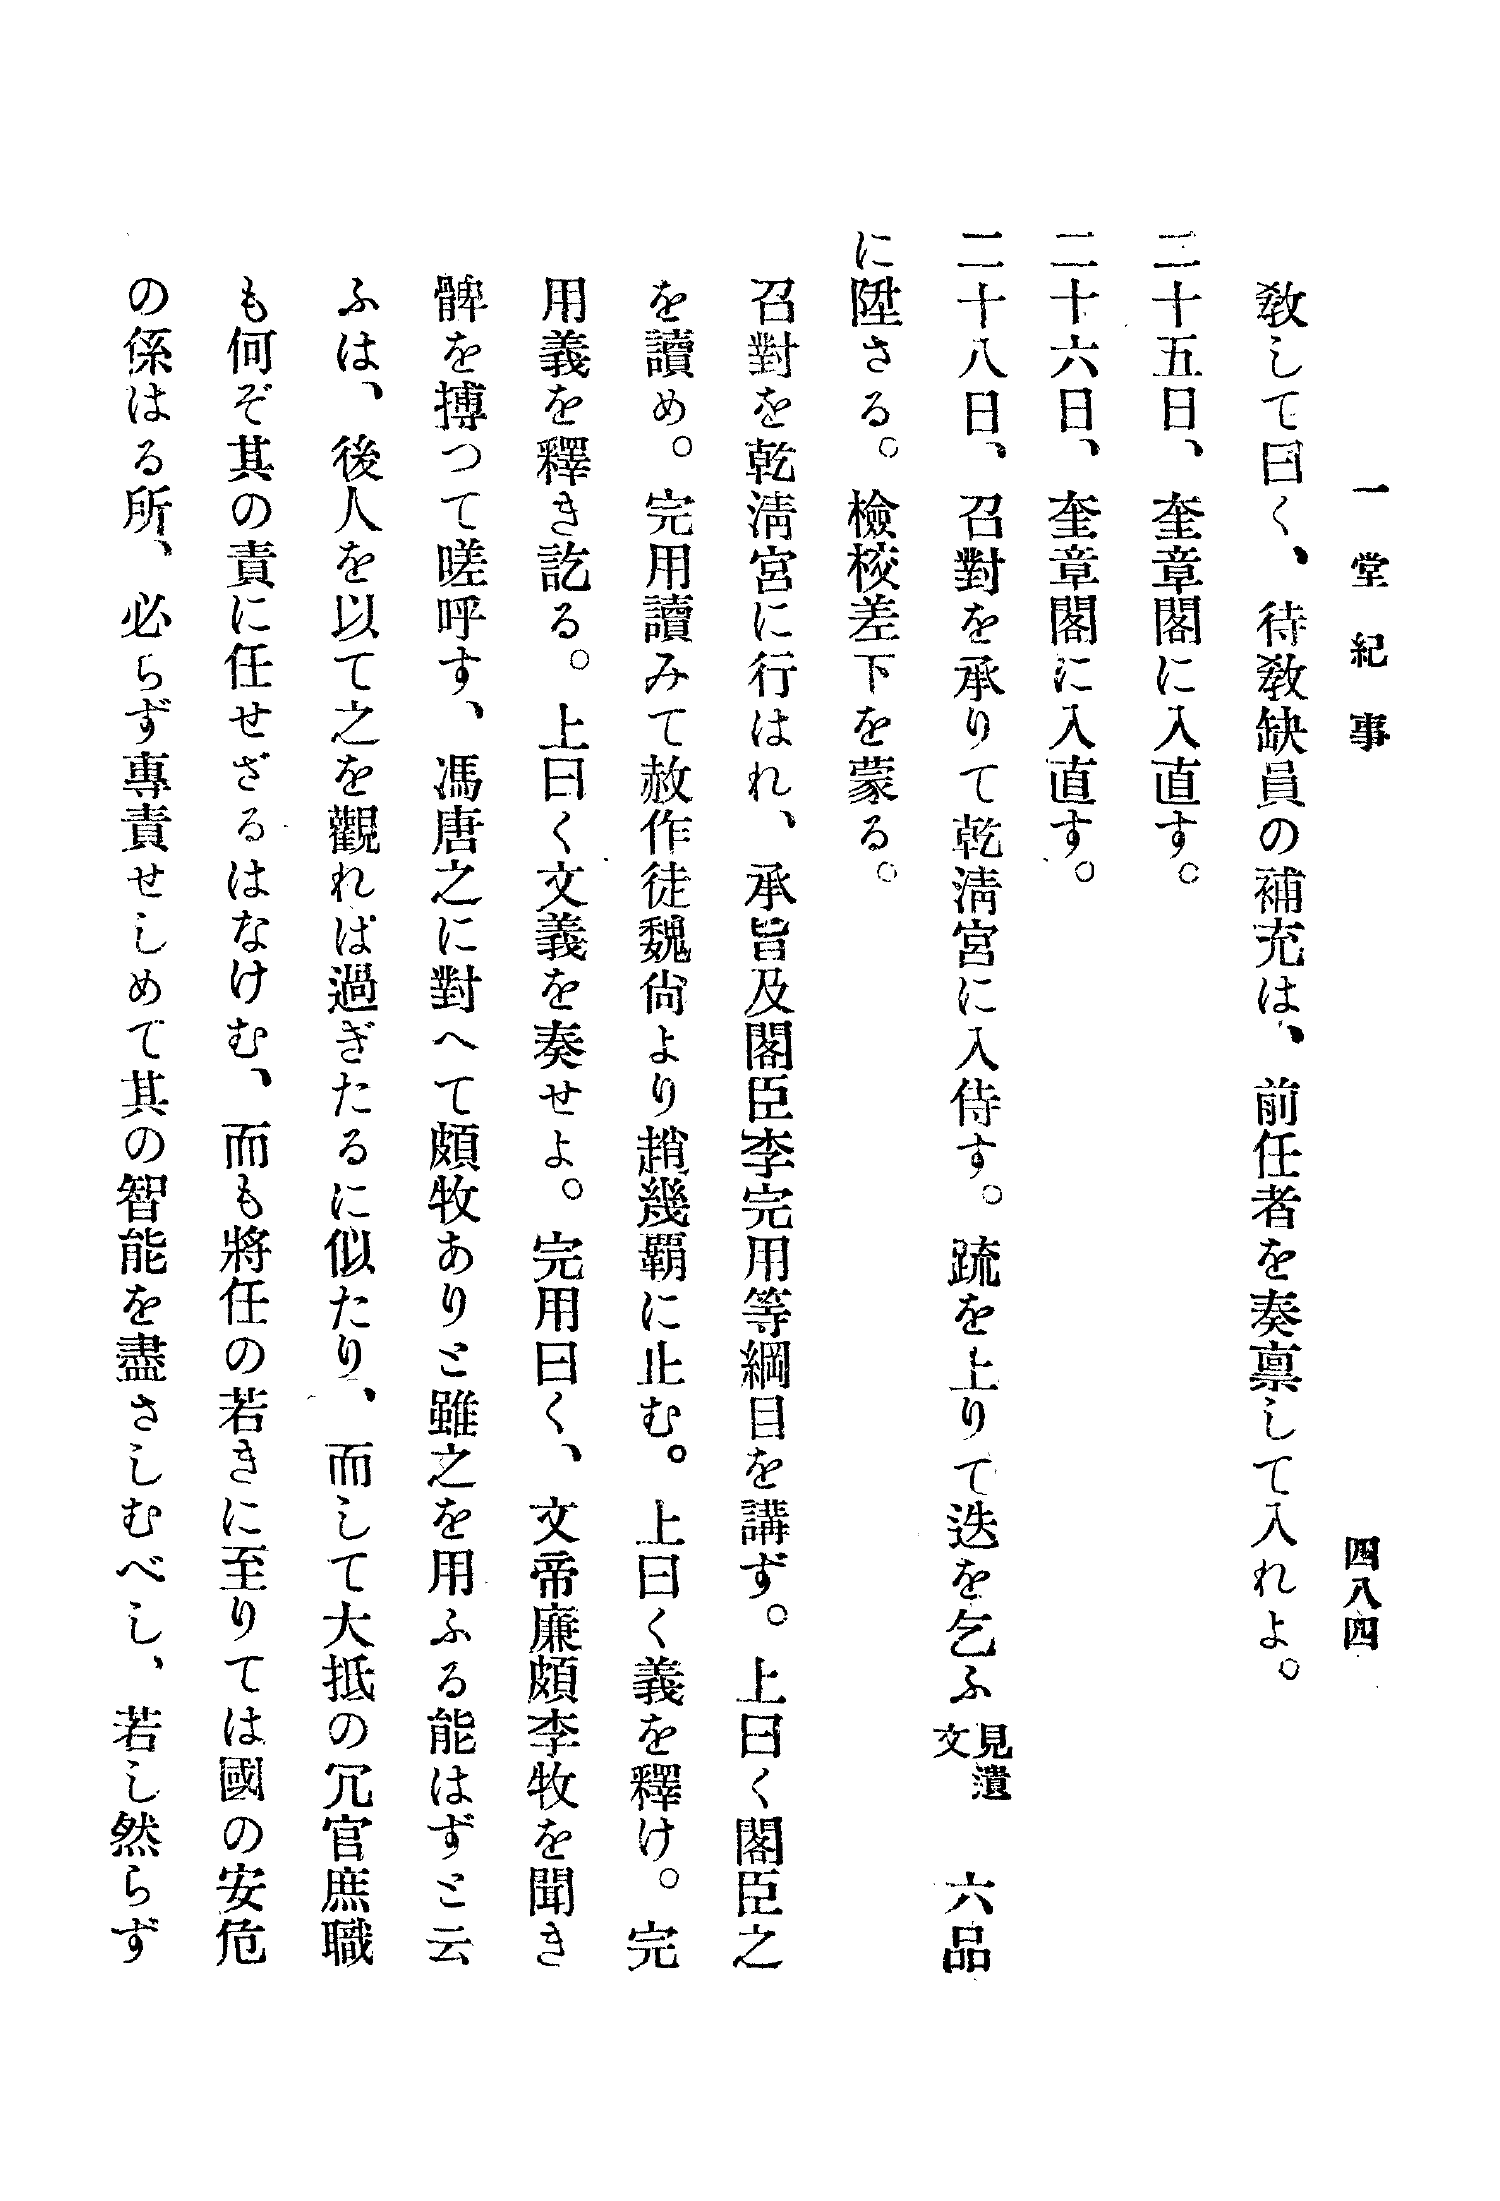 一堂紀事
四八四
敎して曰く、待敎缺員の補充は、前任者を奏禀して入れよ。
二十五日、奎章閣に入直す。
二十六日、奎章閣に入直す。
二十八日、召對を承りて乾淸宮に入侍す。疏を上りて迭を乞ふ見遺文 六品
に陞さる。檢校差下を蒙る。
召對を乾淸宮に行はれ、承旨及閣臣李完用等綱目を講ず。上曰く閣臣之
を讀め。完用讀みて赦作徒魏尙より趙幾覇に止む。上曰く義を釋け。完
用義を釋き訖る。上曰く文義を奏せよ。完用曰く、文帝廉頗李牧を聞き
髀を搏つて嗟呼す、馮唐之に對へて頗牧ありと雖之を用ふる能はずと云
ふは、後人を以て之を觀れば過ぎたるに似たり、而して大抵の冗官庶職
も何ぞ其の責に任せざるはなけむ、而も將任の若きに至りては國の安危
の係はる所、必らず專責せしめて其の智能を盡さしむべし、若し然らず